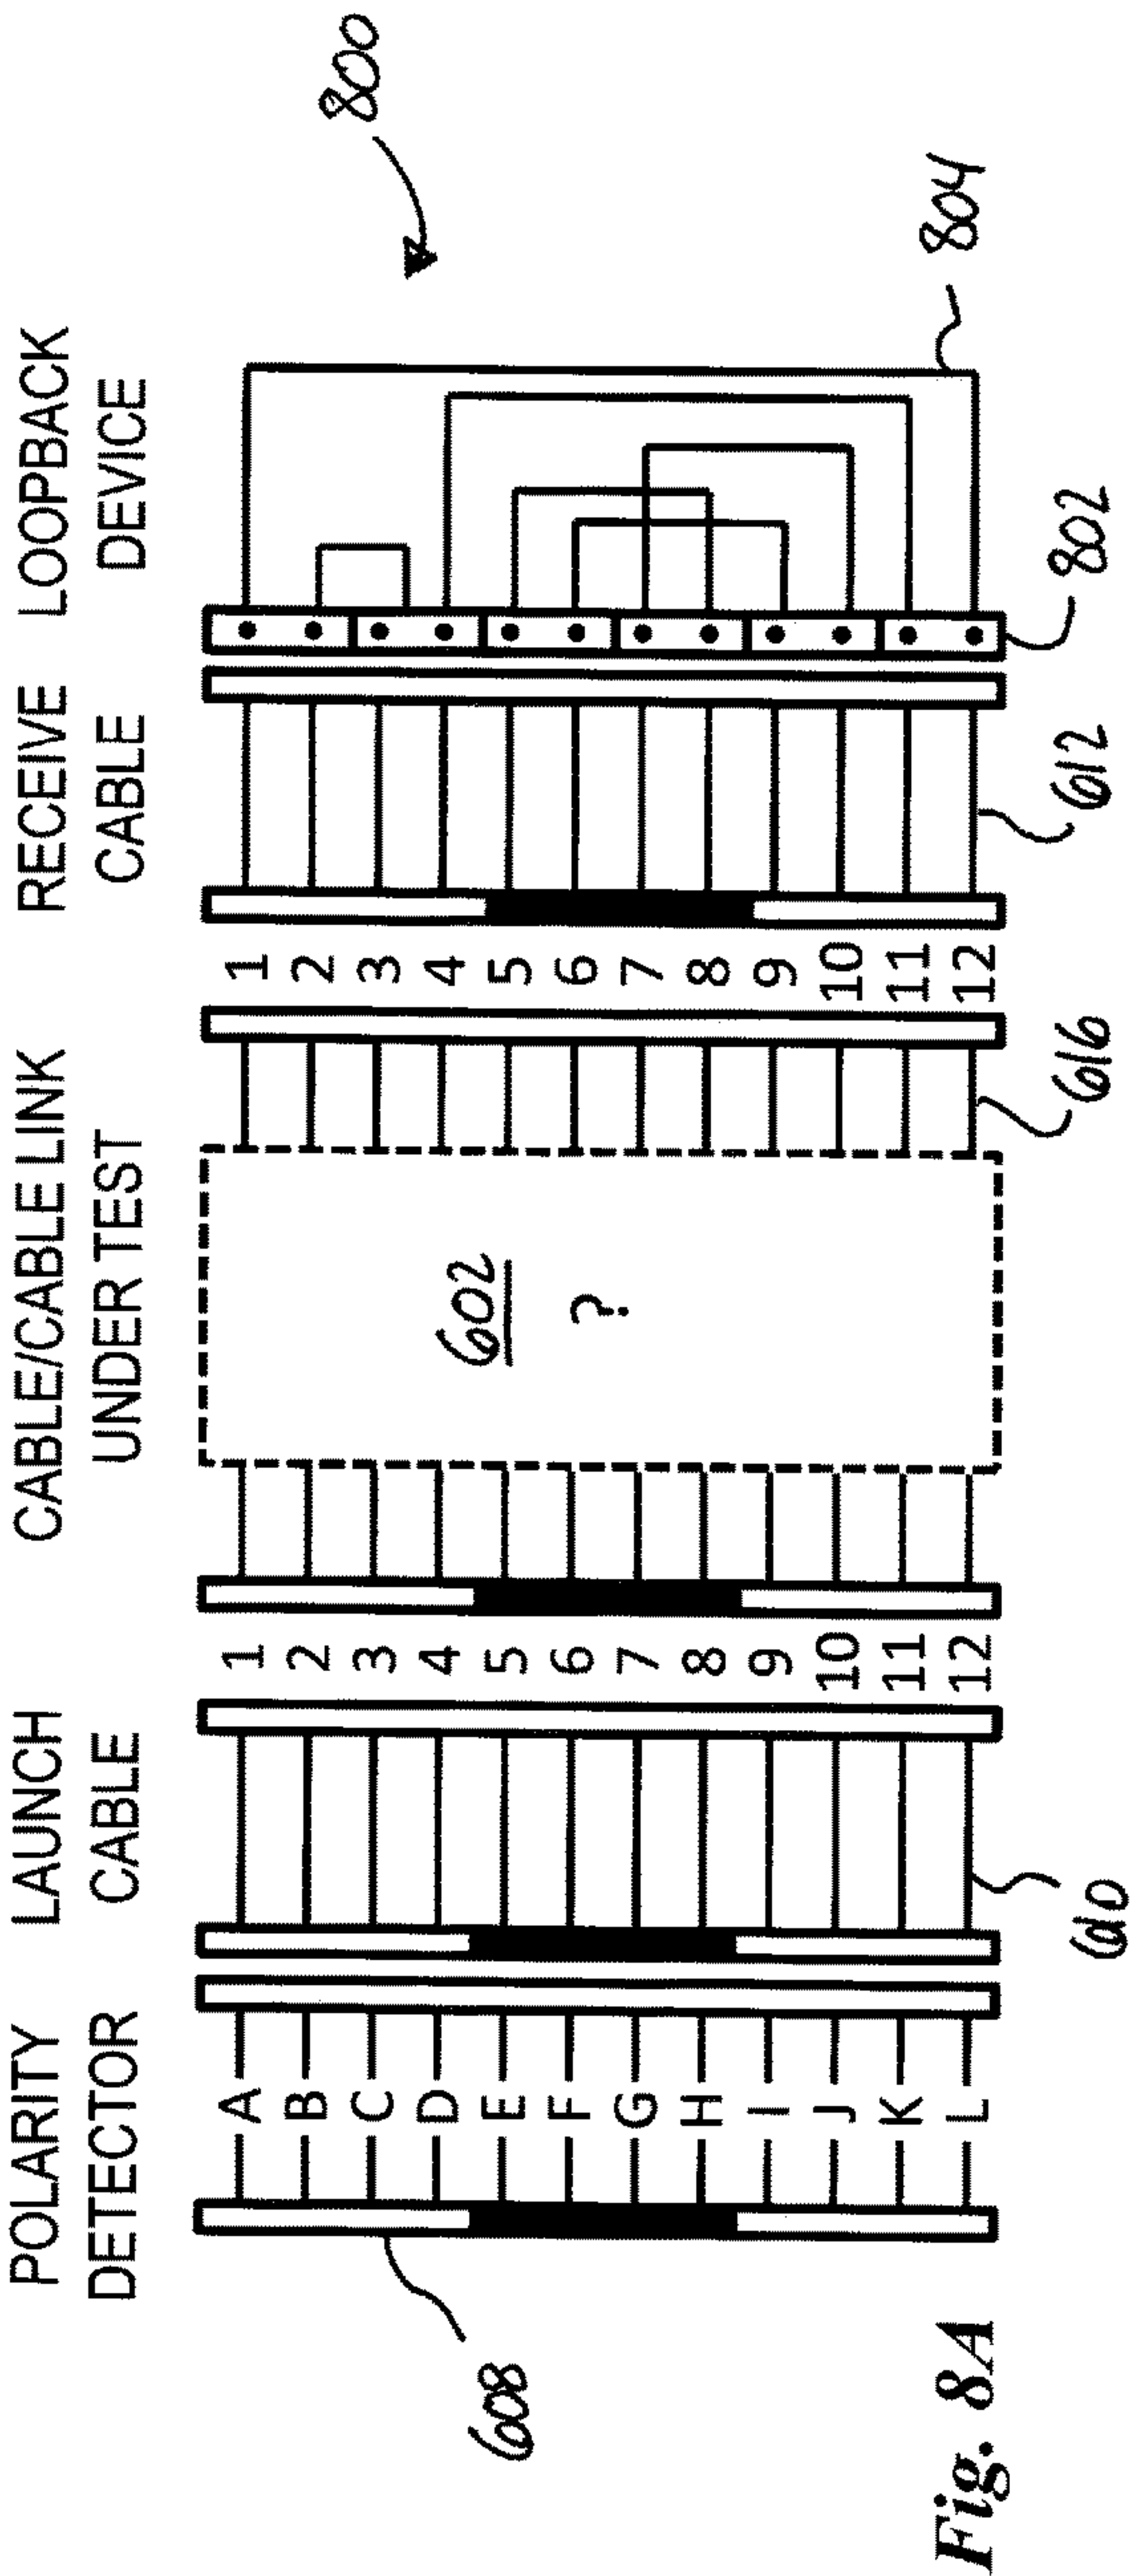 POLARITY
DETECTOR
LAUNCH
CABLE
CABLE/CABLE LINK
UNDER TEST
RECEIVE
CABLE
LOOPBACK
DEVICE
800
A
B
C
D
E
F
G
H
I
J
K
L
1
2
3
4
5
6
7
8
9
10
11
12
602
?
1
2
3
4
5
6
7
8
9
10
11
12
608
610
616
612
802
804
Fig. 8A